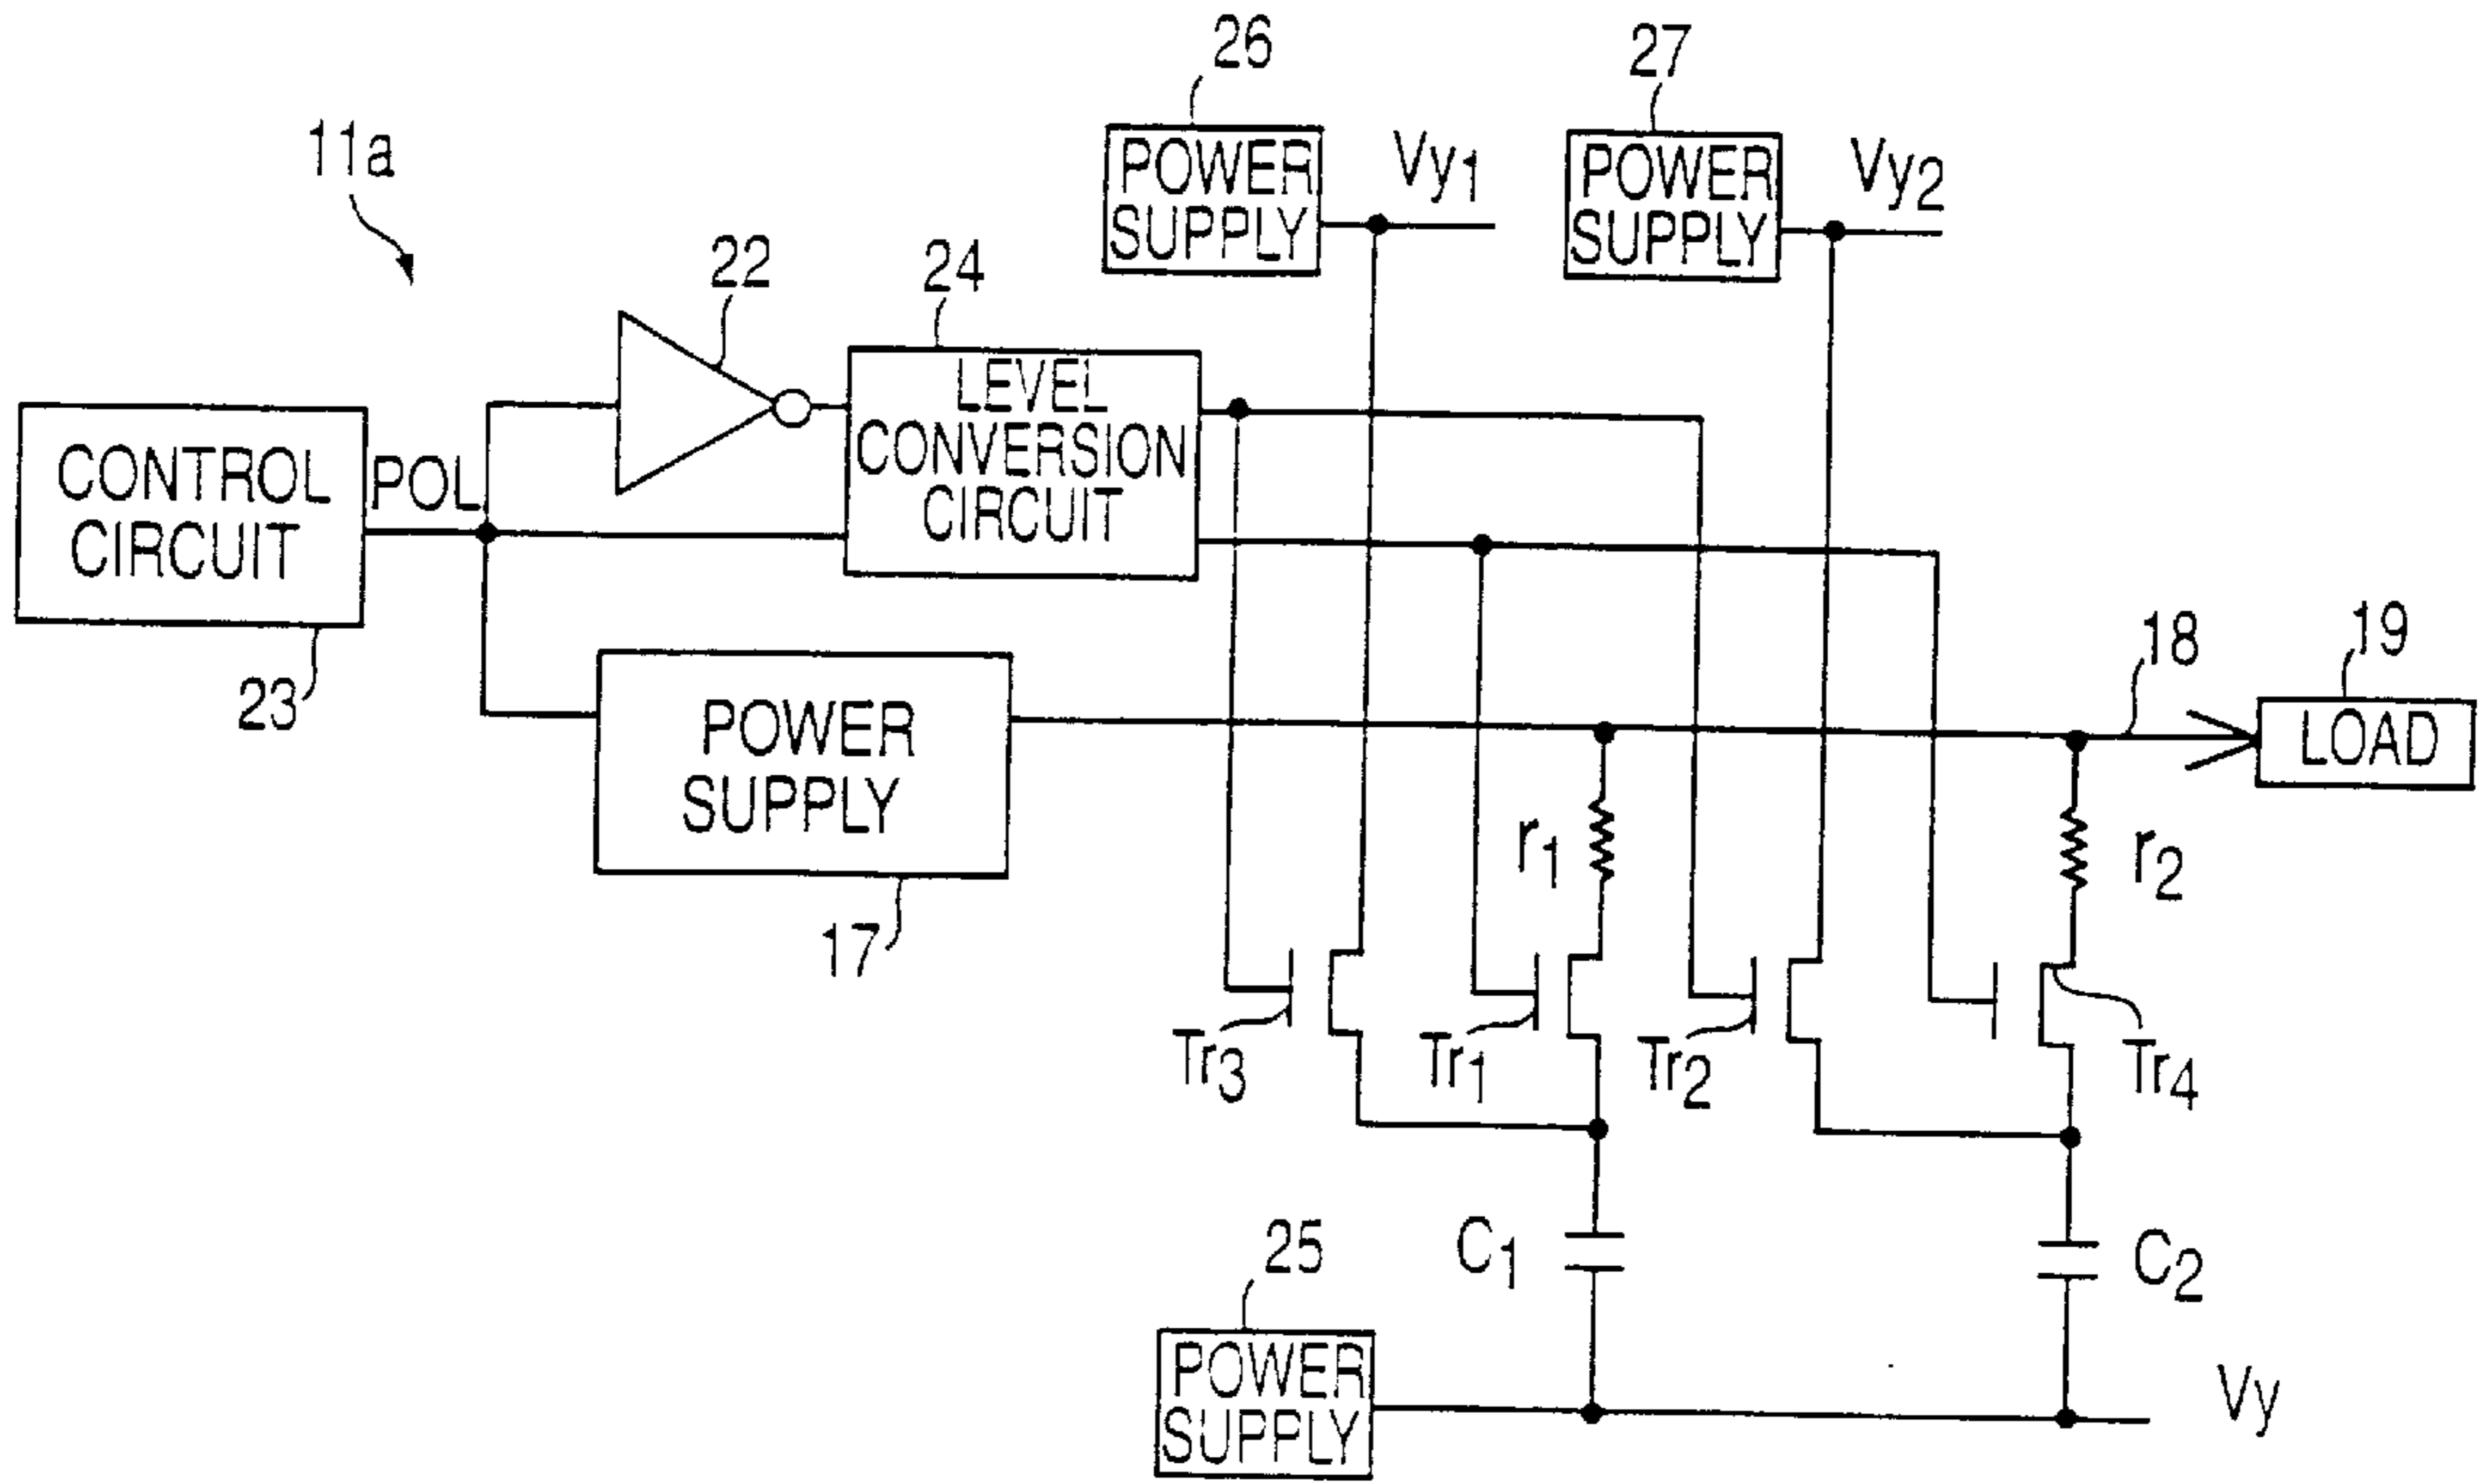 26
27
11a
POWER
SUPPLY
Vy1
POWER
SUPPLY
Vy2
22
24
LEVEL
CONVERSION
CIRCUIT
CONTROL
CIRCUIT
POL
23
18
19
LOAD
POWER
SUPPLY
17
r1
r2
Tr3
Tr1
Tr2
Tr4
25
C1
C2
POWER
SUPPLY
Vy